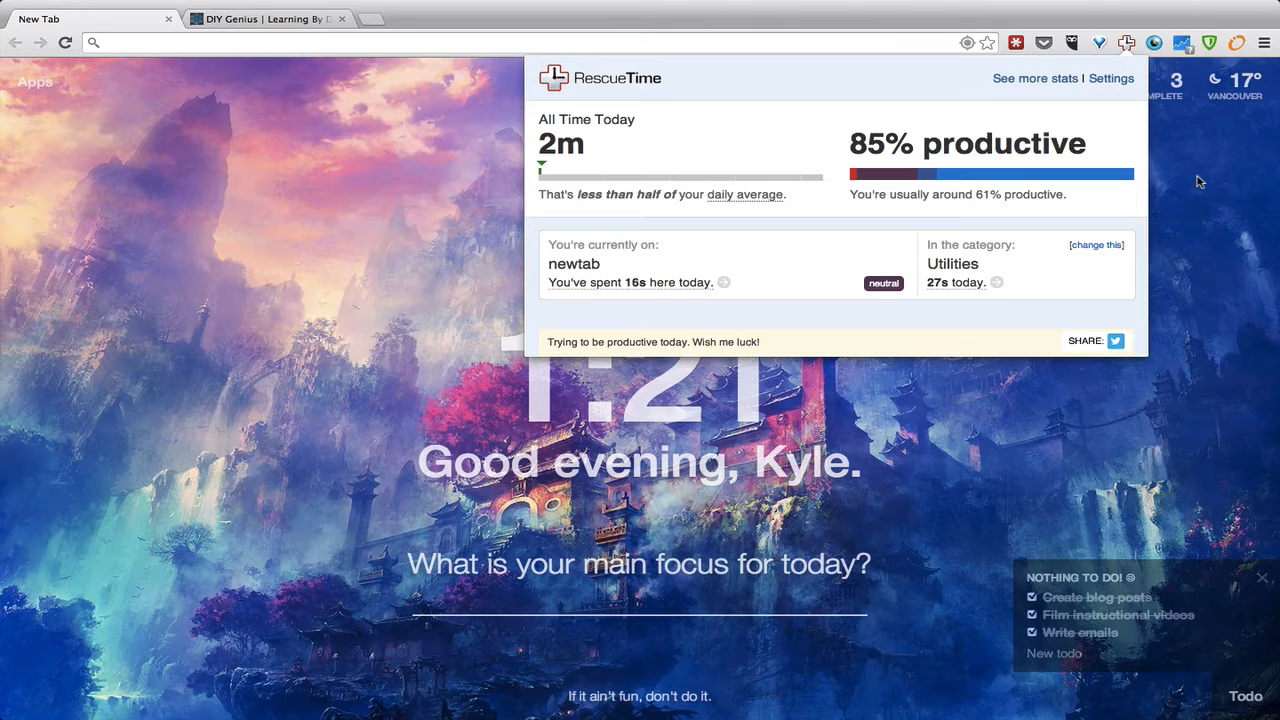 New Tab
DIY Genius | Learning By D
Apps
RescueTime
See more stats | Settings
3
17°
MPLETE
VANCOUVER
All Time Today
2m
85% productive
That's less than half of your daily average.
You're usually around 61% productive.
You're currently on:
In the category:
[change this]
newtab
Utilities
You've spent 16s here today.
neutral
27s today.
Trying to be productive today. Wish me luck!
SHARE:
1:21
Good evening, Kyle.
What is your main focus for today?
NOTHING TO DO!
Create blog posts
Film instructional videos
Write emails
New todo
If it ain't fun, don't do it.
Todo